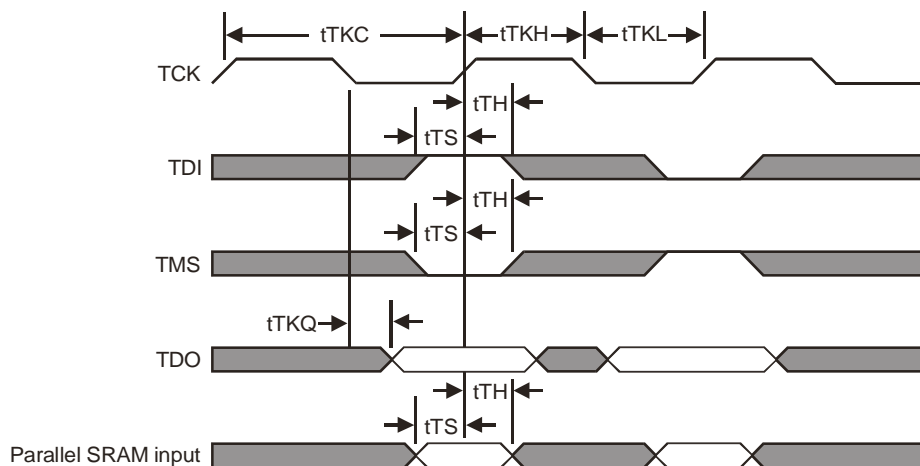 tTKC tTKH tTKL
TCK
tTH
tTS
TDI
tTH
tTS
TMS
tTKQ
TDO
tTH
tTS
Parallel SRAM input